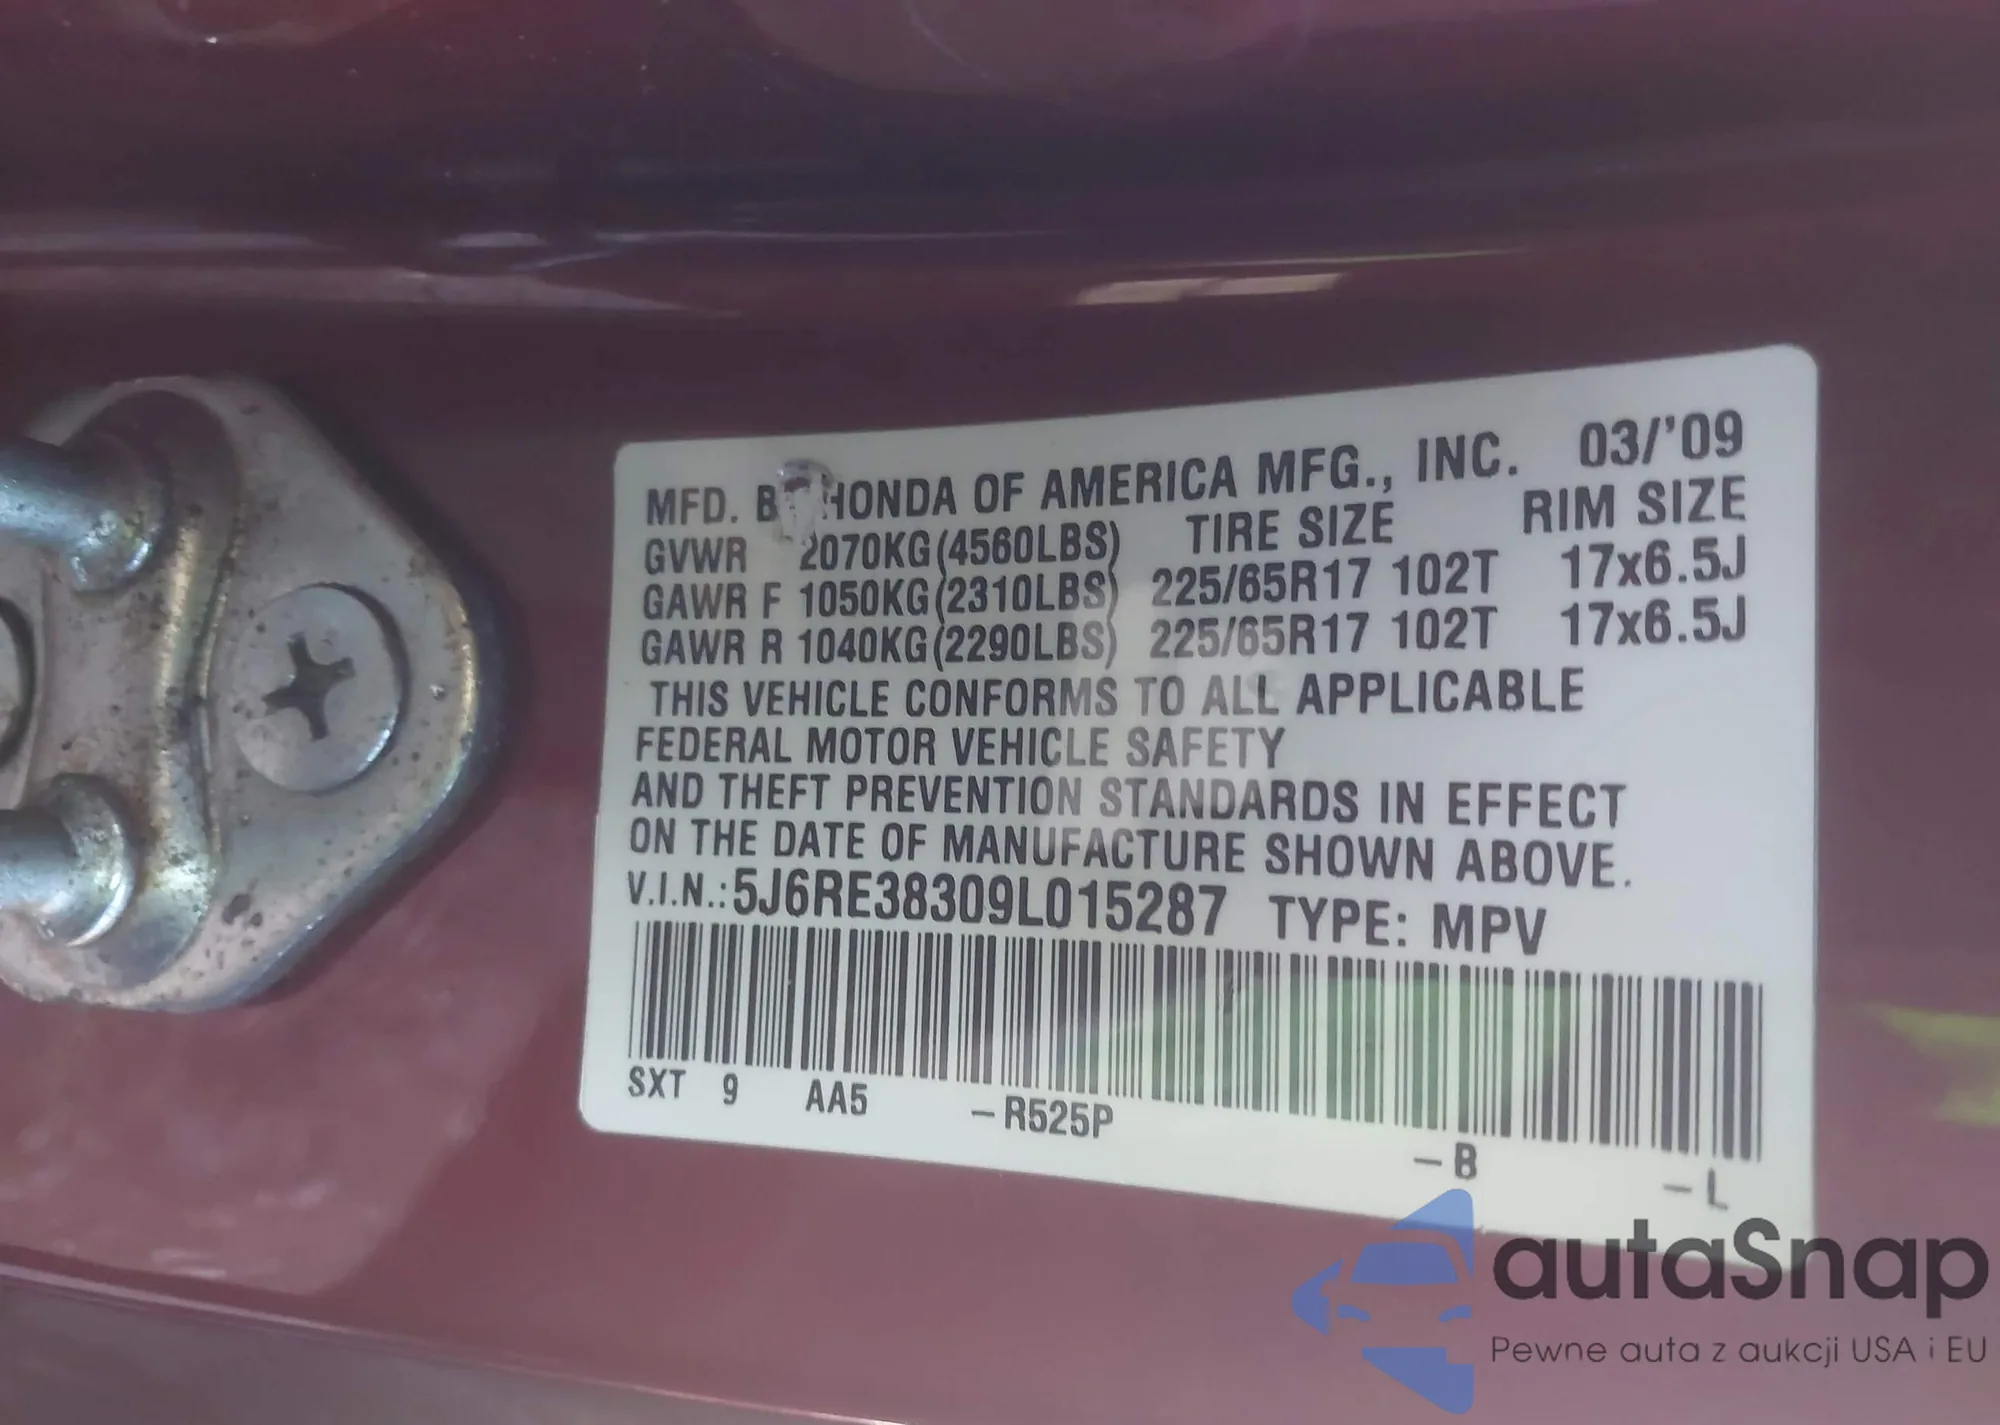 MFD. BY HONDA OF AMERICA MFG., INC. 03/'09
GVWR 2070KG(4560LBS) TIRE SIZE RIM SIZE
GAWR F 1050KG(2310LBS) 225/65R17 102T 17x6.5J
GAWR R 1040KG(2290LBS) 225/65R17 102T 17x6.5J
THIS VEHICLE CONFORMS TO ALL APPLICABLE
FEDERAL MOTOR VEHICLE SAFETY
AND THEFT PREVENTION STANDARDS IN EFFECT
ON THE DATE OF MANUFACTURE SHOWN ABOVE.
V.I.N.:5J6RE38309L015287 TYPE: MPV
SXT 9 AA5 -R525P -B -L
autaSnap
Pewne auta z aukcji USA i EU